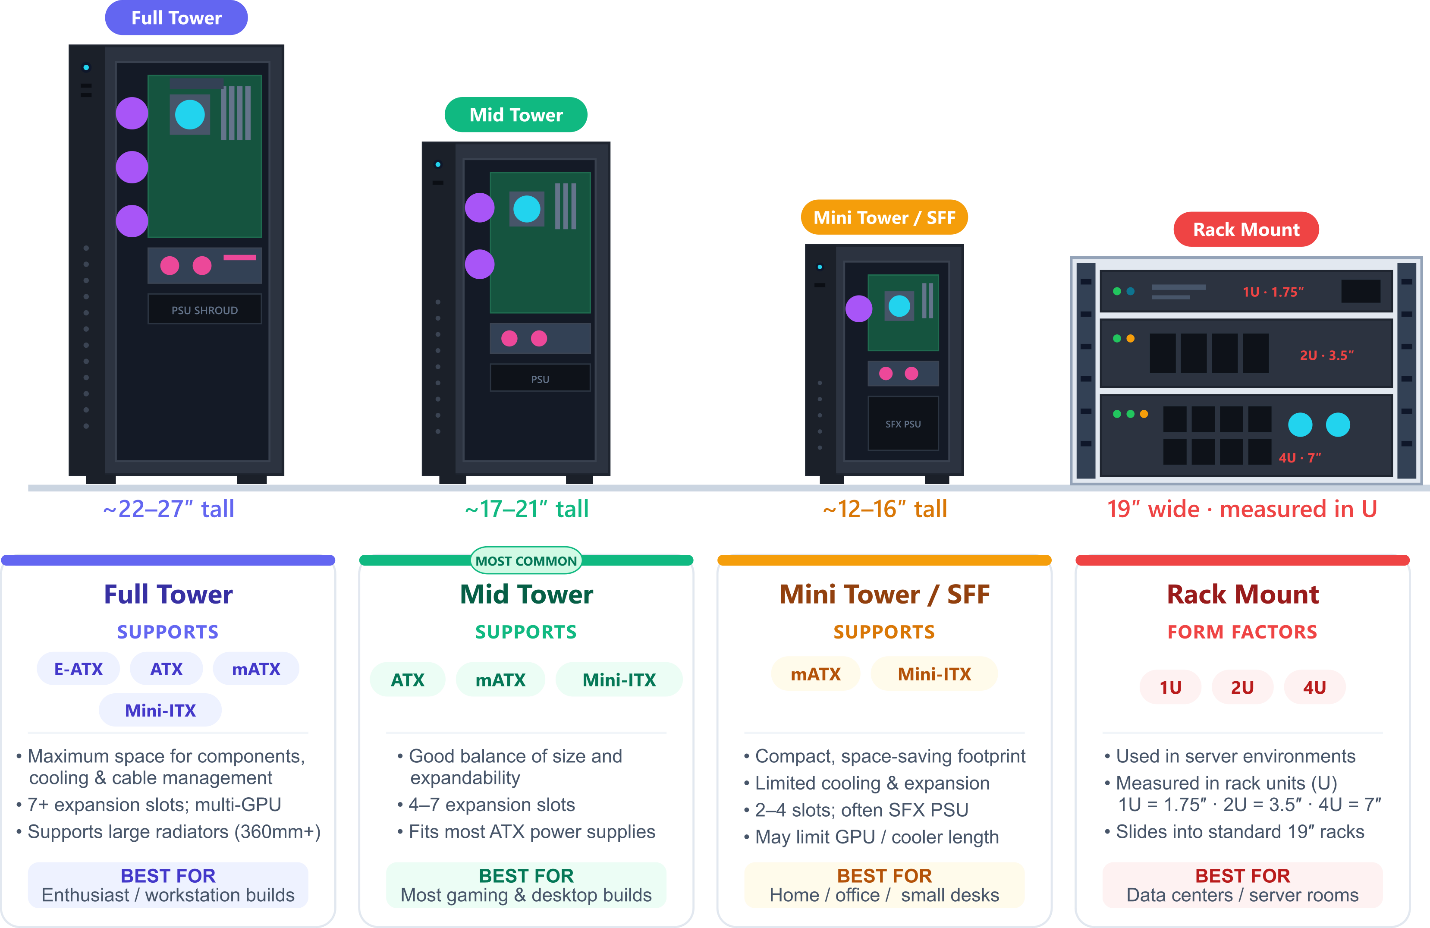 Full Tower
Mid Tower
Mini Tower / SFF
Rack Mount
PSU SHROUD
PSU
SFX PSU
1U · 1.75"
2U · 3.5"
4U · 7"
~22–27" tall
~17–21" tall
~12–16" tall
19" wide · measured in U
Full Tower
SUPPORTS
E-ATX
ATX
mATX
Mini-ITX
• Maximum space for components,
cooling & cable management
• 7+ expansion slots; multi-GPU
• Supports large radiators (360mm+)
BEST FOR
Enthusiast / workstation builds
MOST COMMON
Mid Tower
SUPPORTS
ATX
mATX
Mini-ITX
• Good balance of size and
expandability
• 4–7 expansion slots
• Fits most ATX power supplies
BEST FOR
Most gaming & desktop builds
Mini Tower / SFF
SUPPORTS
mATX
Mini-ITX
• Compact, space-saving footprint
• Limited cooling & expansion
• 2–4 slots; often SFX PSU
• May limit GPU / cooler length
BEST FOR
Home / office / small desks
Rack Mount
FORM FACTORS
1U
2U
4U
• Used in server environments
• Measured in rack units (U)
1U = 1.75" · 2U = 3.5" · 4U = 7"
• Slides into standard 19" racks
BEST FOR
Data centers / server rooms